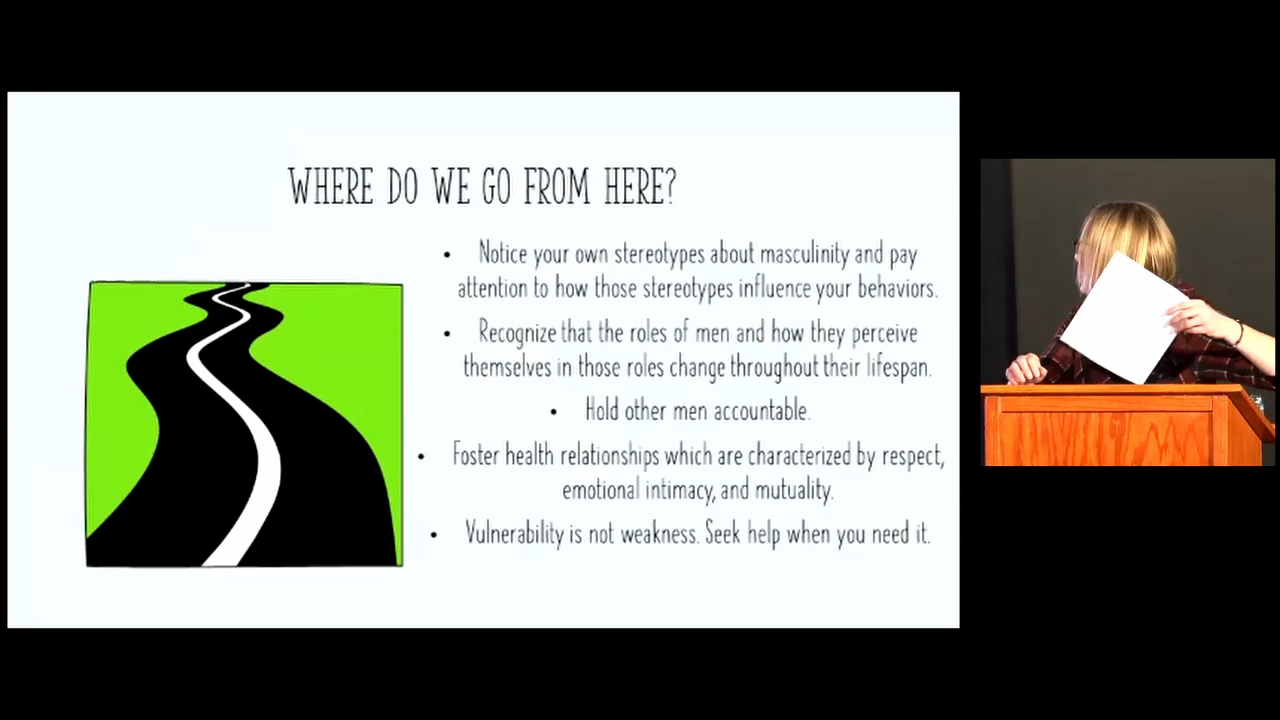 WHERE DO WE GO FROM HERE?
• Notice your own stereotypes about masculinity and pay
attention to how those stereotypes influence your behaviors.
• Recognize that the roles of men and how they perceive
themselves in those roles change throughout their lifespan.
• Hold other men accountable.
• Foster health relationships which are characterized by respect,
emotional intimacy, and mutuality.
• Vulnerability is not weakness. Seek help when you need it.